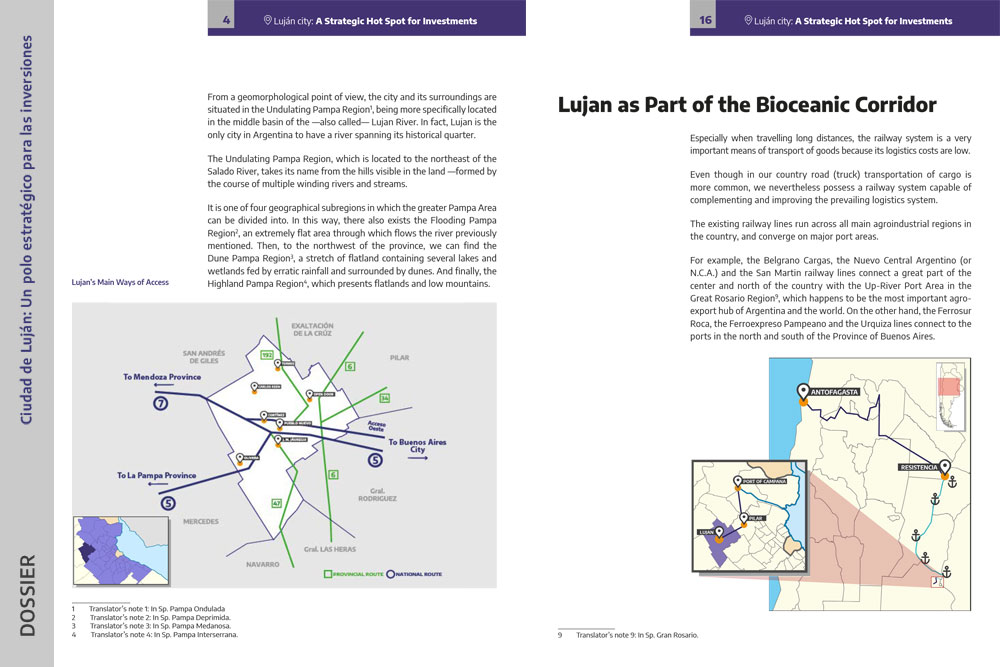 Ciudad de Luján: Un polo estratégico para las inversiones
DOSSIER
4
Luján city: A Strategic Hot Spot for Investments
From a geomorphological point of view, the city and its surroundings are
situated in the Undulating Pampa Region1, being more specifically located
in the middle basin of the —also called— Lujan River. In fact, Lujan is the
only city in Argentina to have a river spanning its historical quarter.
The Undulating Pampa Region, which is located to the northeast of the
Salado River, takes its name from the hills visible in the land —formed by
the course of multiple winding rivers and streams.
It is one of four geographical subregions in which the greater Pampa Area
can be divided into. In this way, there also exists the Flooding Pampa
Region2, an extremely flat area through which flows the river previously
mentioned. Then, to the northwest of the province, we can find the
Dune Pampa Region3, a stretch of flatland containing several lakes and
wetlands fed by erratic rainfall and surrounded by dunes. And finally, the
Highland Pampa Region4, which presents flatlands and low mountains.
Lujan's Main Ways of Access
EXALTACIÓN
DE LA CRÚZ
SAN ANDRÉS
DE GILES
192
PILAR
6
To Mendoza Province
7
34
OPEN DOOR
Acceso
Oeste
To Buenos Aires
City
5
To La Pampa Province
5
6
47
Gral.
RODRIGUEZ
MERCEDES
Gral. LAS HERAS
NAVARRO
PROVINCIAL ROUTE
NATIONAL ROUTE
1 Translator's note 1: In Sp. Pampa Ondulada
2 Translator's note 2: In Sp. Pampa Deprimida.
3 Translator's note 3: In Sp. Pampa Medanosa.
4 Translator's note 4: In Sp. Pampa Interserrana.
16
Luján city: A Strategic Hot Spot for Investments
Lujan as Part of the Bioceanic Corridor
Especially when travelling long distances, the railway system is a very
important means of transport of goods because its logistics costs are low.
Even though in our country road (truck) transportation of cargo is
more common, we nevertheless possess a railway system capable of
complementing and improving the prevailing logistics system.
The existing railway lines run across all main agroindustrial regions in
the country, and converge on major port areas.
For example, the Belgrano Cargas, the Nuevo Central Argentino (or
N.C.A.) and the San Martin railway lines connect a great part of the
center and north of the country with the Up-River Port Area in the
Great Rosario Region9, which happens to be the most important agro-
export hub of Argentina and the world. On the other hand, the Ferrosur
Roca, the Ferroexpreso Pampeano and the Urquiza lines connect to the
ports in the north and south of the Province of Buenos Aires.
ANTOFAGASTA
RESISTENCIA
PORT OF CAMPANA
PILAR
LUJAN
9 Translator's note 9: In Sp. Gran Rosario.